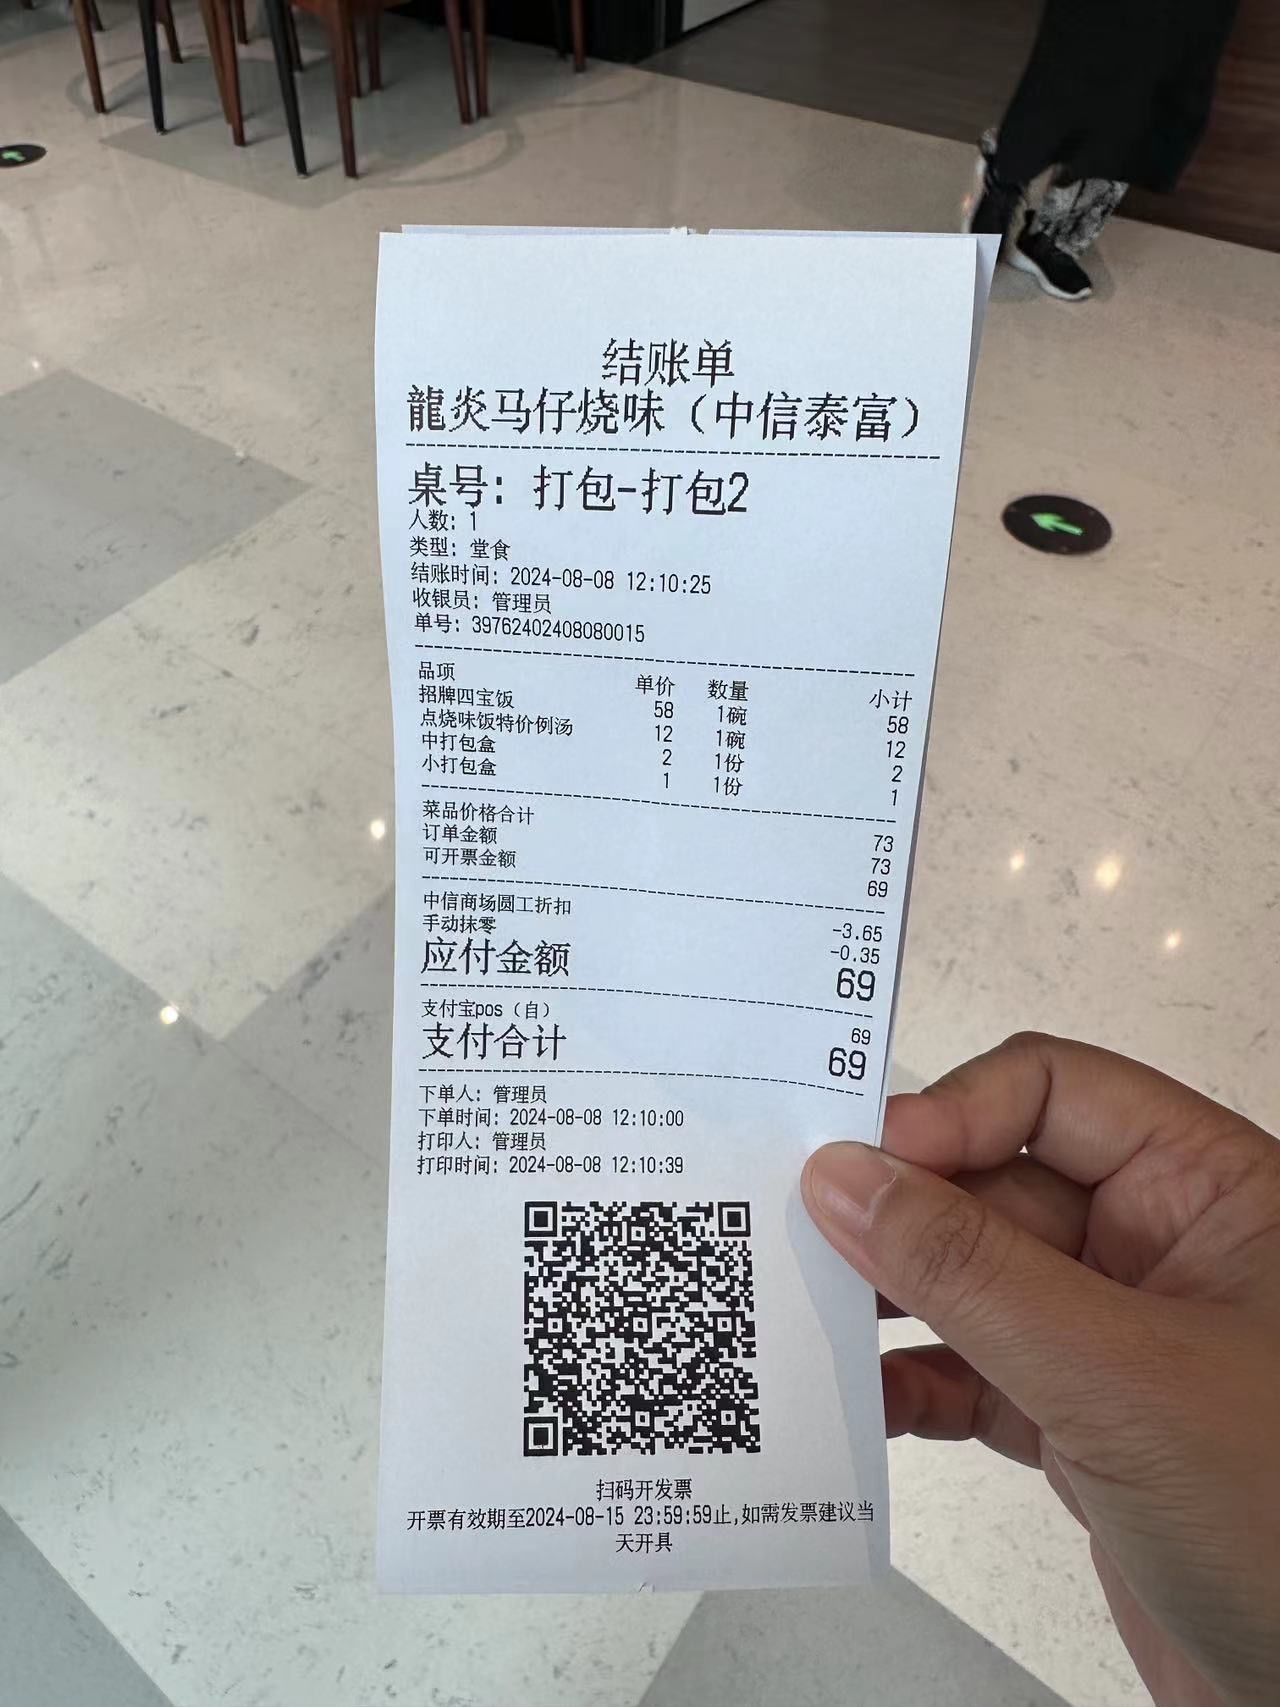 结账单
龍炎马仔烧味（中信泰富）
桌号：打包-打包2
人数：1
类型：堂食
结账时间：2024-08-08 12:10:25
收银员：管理员
单号：39762402408080015
品项 单价 数量 小计
招牌四宝饭 58 1碗 58
点烧味饭特价例汤 12 1碗 12
中打包盒 2 1份 2
小打包盒 1 1份 1
菜品价格合计 73
订单金额 73
可开票金额 69
中信商场圆工折扣 -3.65
手动抹零 -0.35
应付金额 69
支付宝pos（自） 69
支付合计 69
下单人：管理员
下单时间：2024-08-08 12:10:00
打印人：管理员
打印时间：2024-08-08 12:10:39
扫码开发票
开票有效期至2024-08-15 23:59:59止,如需发票建议当
天开具